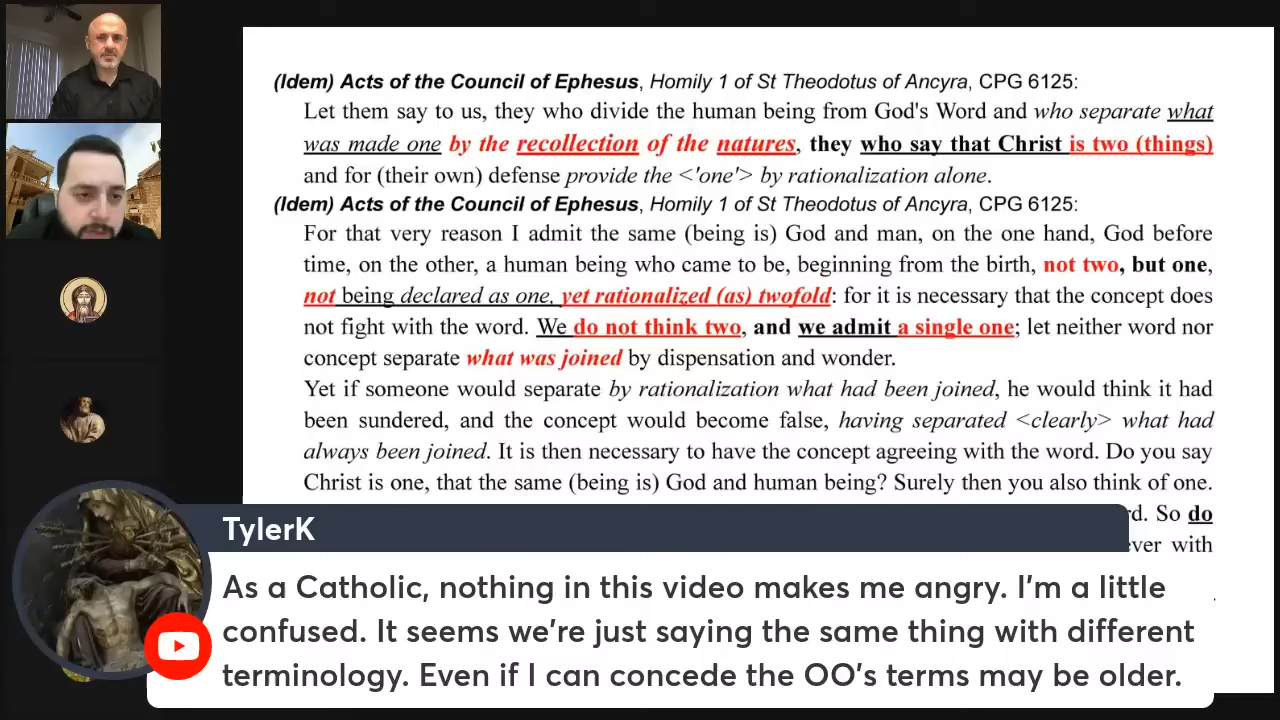 (Idem) Acts of the Council of Ephesus, Homily 1 of St Theodotus of Ancyra, CPG 6125:
Let them say to us, they who divide the human being from God's Word and who separate what
was made one by the recollection of the natures, they who say that Christ is two (things)
and for (their own) defense provide the <'one'> by rationalization alone.
(Idem) Acts of the Council of Ephesus, Homily 1 of St Theodotus of Ancyra, CPG 6125:
For that very reason I admit the same (being is) God and man, on the one hand, God before
time, on the other, a human being who came to be, beginning from the birth, not two, but one,
not being declared as one, yet rationalized (as) twofold: for it is necessary that the concept does
not fight with the word. We do not think two, and we admit a single one; let neither word nor
concept separate what was joined by dispensation and wonder.
Yet if someone would separate by rationalization what had been joined, he would think it had
been sundered, and the concept would become false, having separated <clearly> what had
always been joined. It is then necessary to have the concept agreeing with the word. Do you say
Christ is one, that the same (being is) God and human being? Surely then you also think of one.
So do
with
TylerK
As a Catholic, nothing in this video makes me angry. I'm a little
confused. It seems we're just saying the same thing with different
terminology. Even if I can concede the OO's terms may be older.